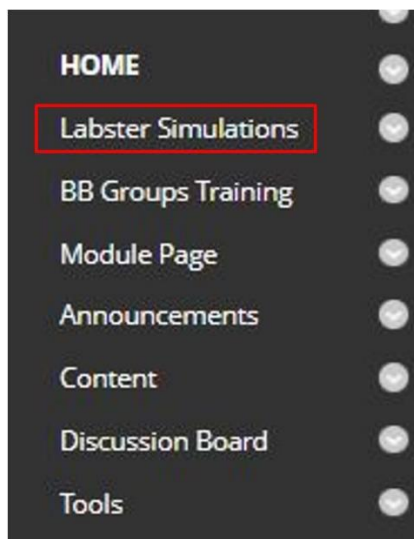 HOME
Labster Simulations
BB Groups Training
Module Page
Announcements
Content
Discussion Board
Tools